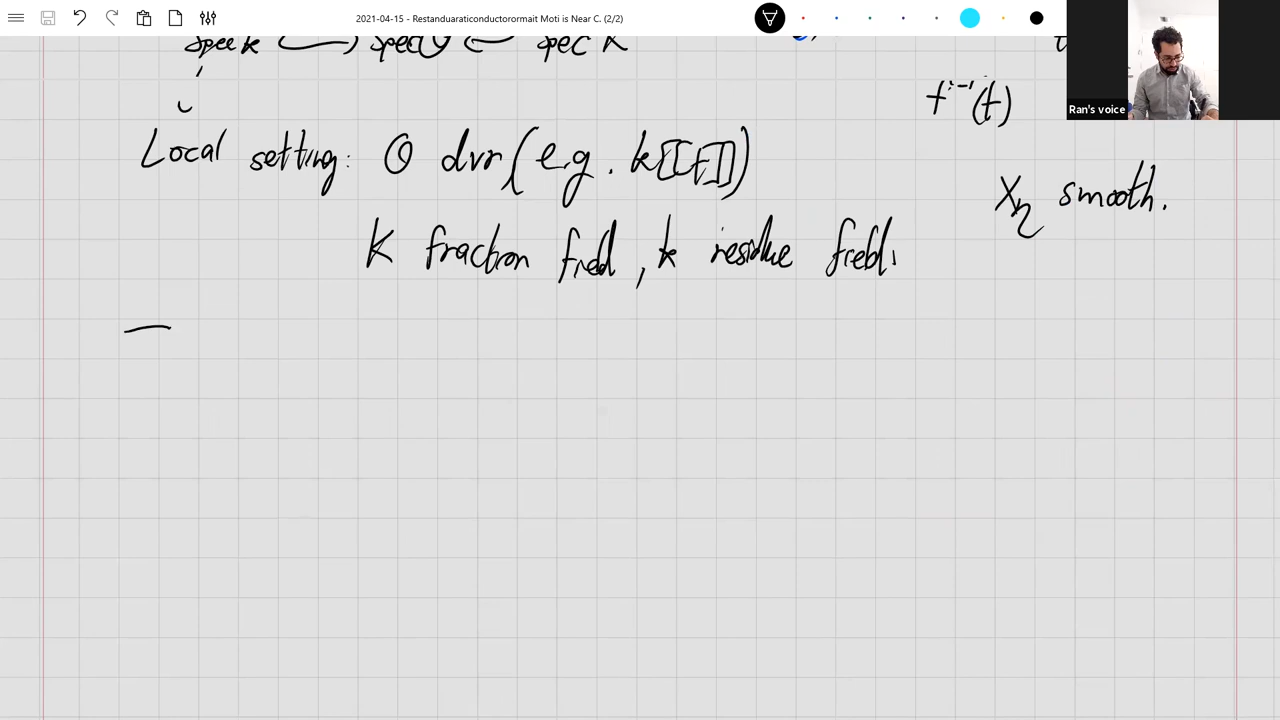 2021-04-15 - Restanduaraticonductorormait Moti is Near C. (2/2)
Ran's voice
Spec k Spec O Spec K
f⁻¹(t)
Local setting: O dvr (e.g. k[[t]])
X_η smooth.
K fraction field, k residue field.